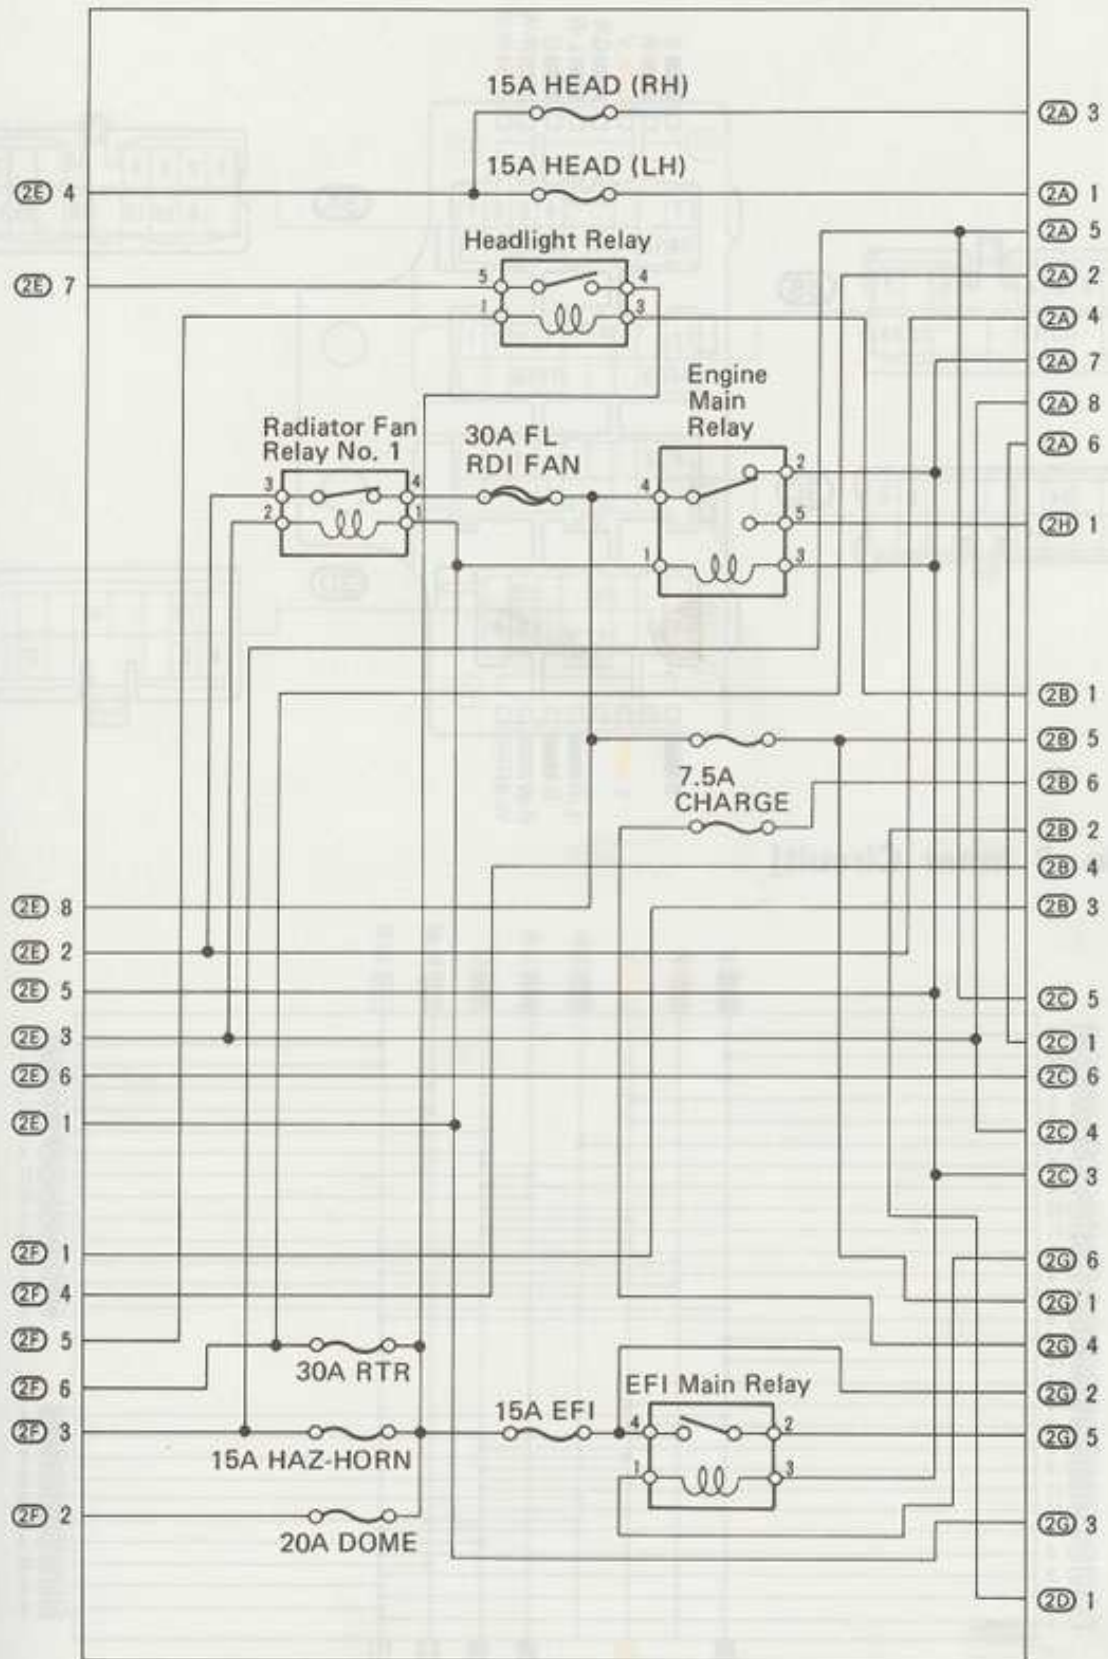 15A HEAD (RH)
2A 3
15A HEAD (LH)
2E 4
2A 1
2A 5
Headlight Relay
2A 2
2E 7
5
4
1
3
2A 4
2A 7
Engine
Main
Relay
2A 8
Radiator Fan
Relay No. 1
30A FL
RDI FAN
2A 6
3
4
2
1
4
2
5
1
3
2H 1
2B 1
2B 5
7.5A
CHARGE
2B 6
2B 2
2B 4
2E 8
2B 3
2E 2
2E 5
2C 5
2E 3
2C 1
2E 6
2C 6
2E 1
2C 4
2C 3
2F 1
2G 6
2F 4
2G 1
2F 5
2G 4
30A RTR
2F 6
EFI Main Relay
2G 2
15A EFI
2F 3
4
2
1
3
2G 5
15A HAZ-HORN
2F 2
2G 3
20A DOME
2D 1